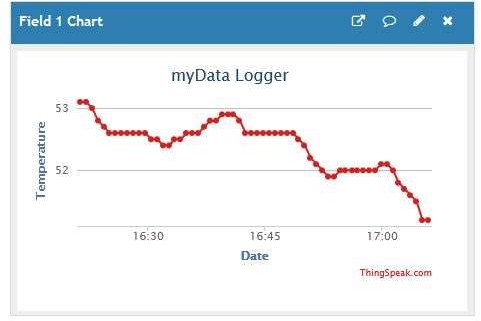 Field 1 Chart
myData Logger
53
52
Temperature
16:30 16:45 17:00
Date
ThingSpeak.com